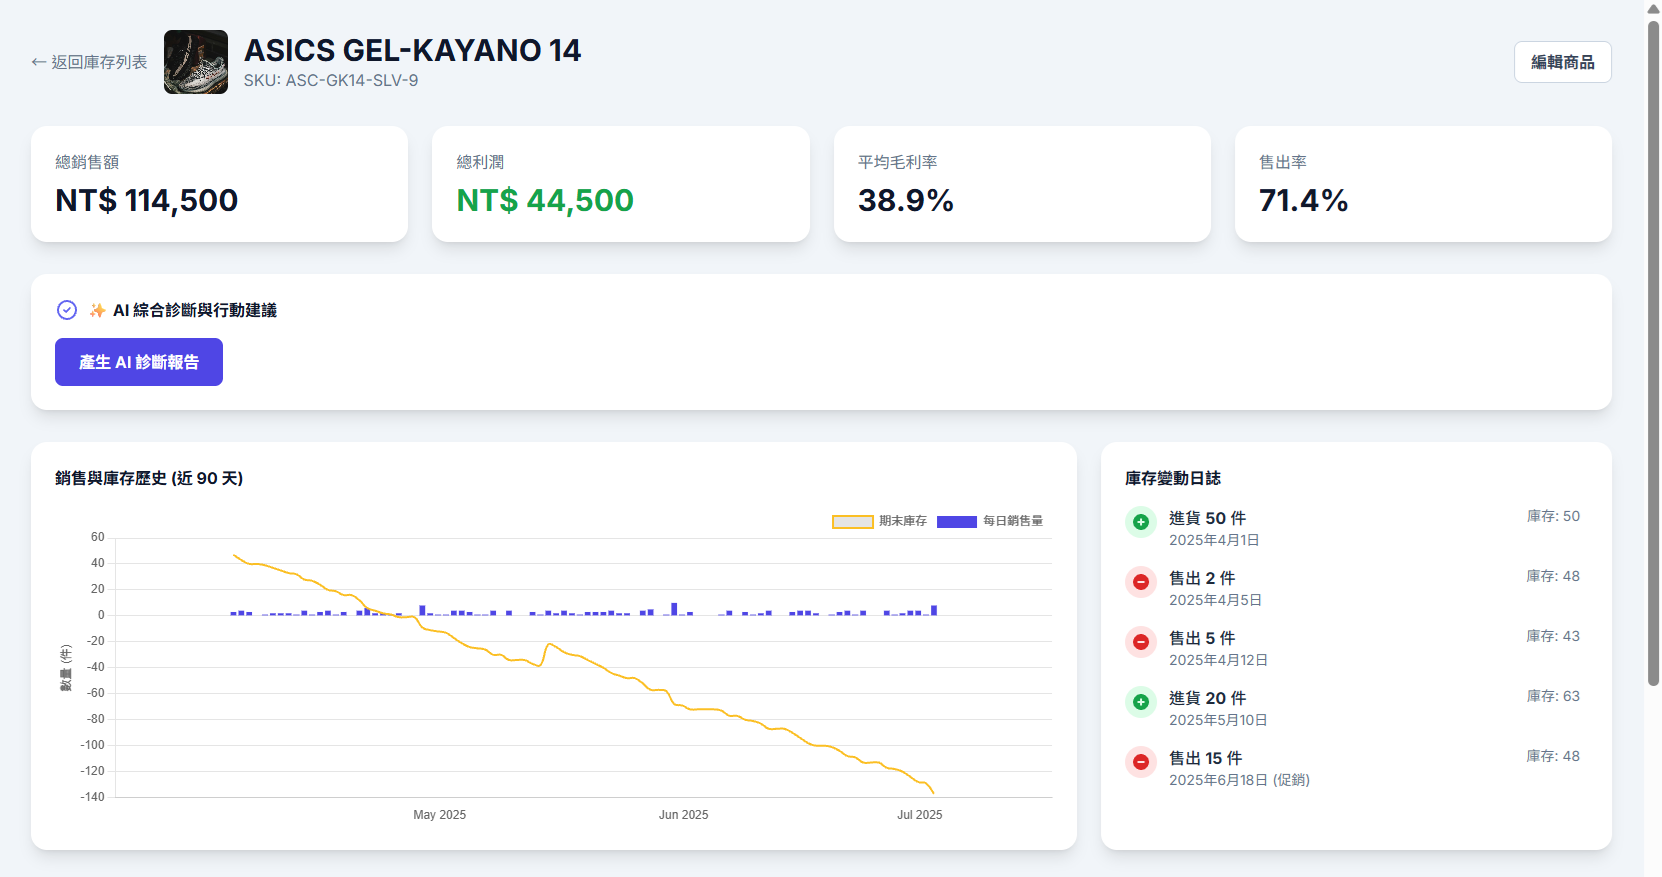 ← 返回庫存列表
ASICS GEL-KAYANO 14
SKU: ASC-GK14-SLV-9
編輯商品
總銷售額
NT$ 114,500
總利潤
NT$ 44,500
平均毛利率
38.9%
售出率
71.4%
✨ AI 綜合診斷與行動建議
產生 AI 診斷報告
銷售與庫存歷史 (近 90 天)
期末庫存
每日銷售量
數量 (件)
60
40
20
0
-20
-40
-60
-80
-100
-120
-140
May 2025
Jun 2025
Jul 2025
庫存變動日誌
進貨 50 件
庫存: 50
2025年4月1日
售出 2 件
庫存: 48
2025年4月5日
售出 5 件
庫存: 43
2025年4月12日
進貨 20 件
庫存: 63
2025年5月10日
售出 15 件
庫存: 48
2025年6月18日 (促銷)